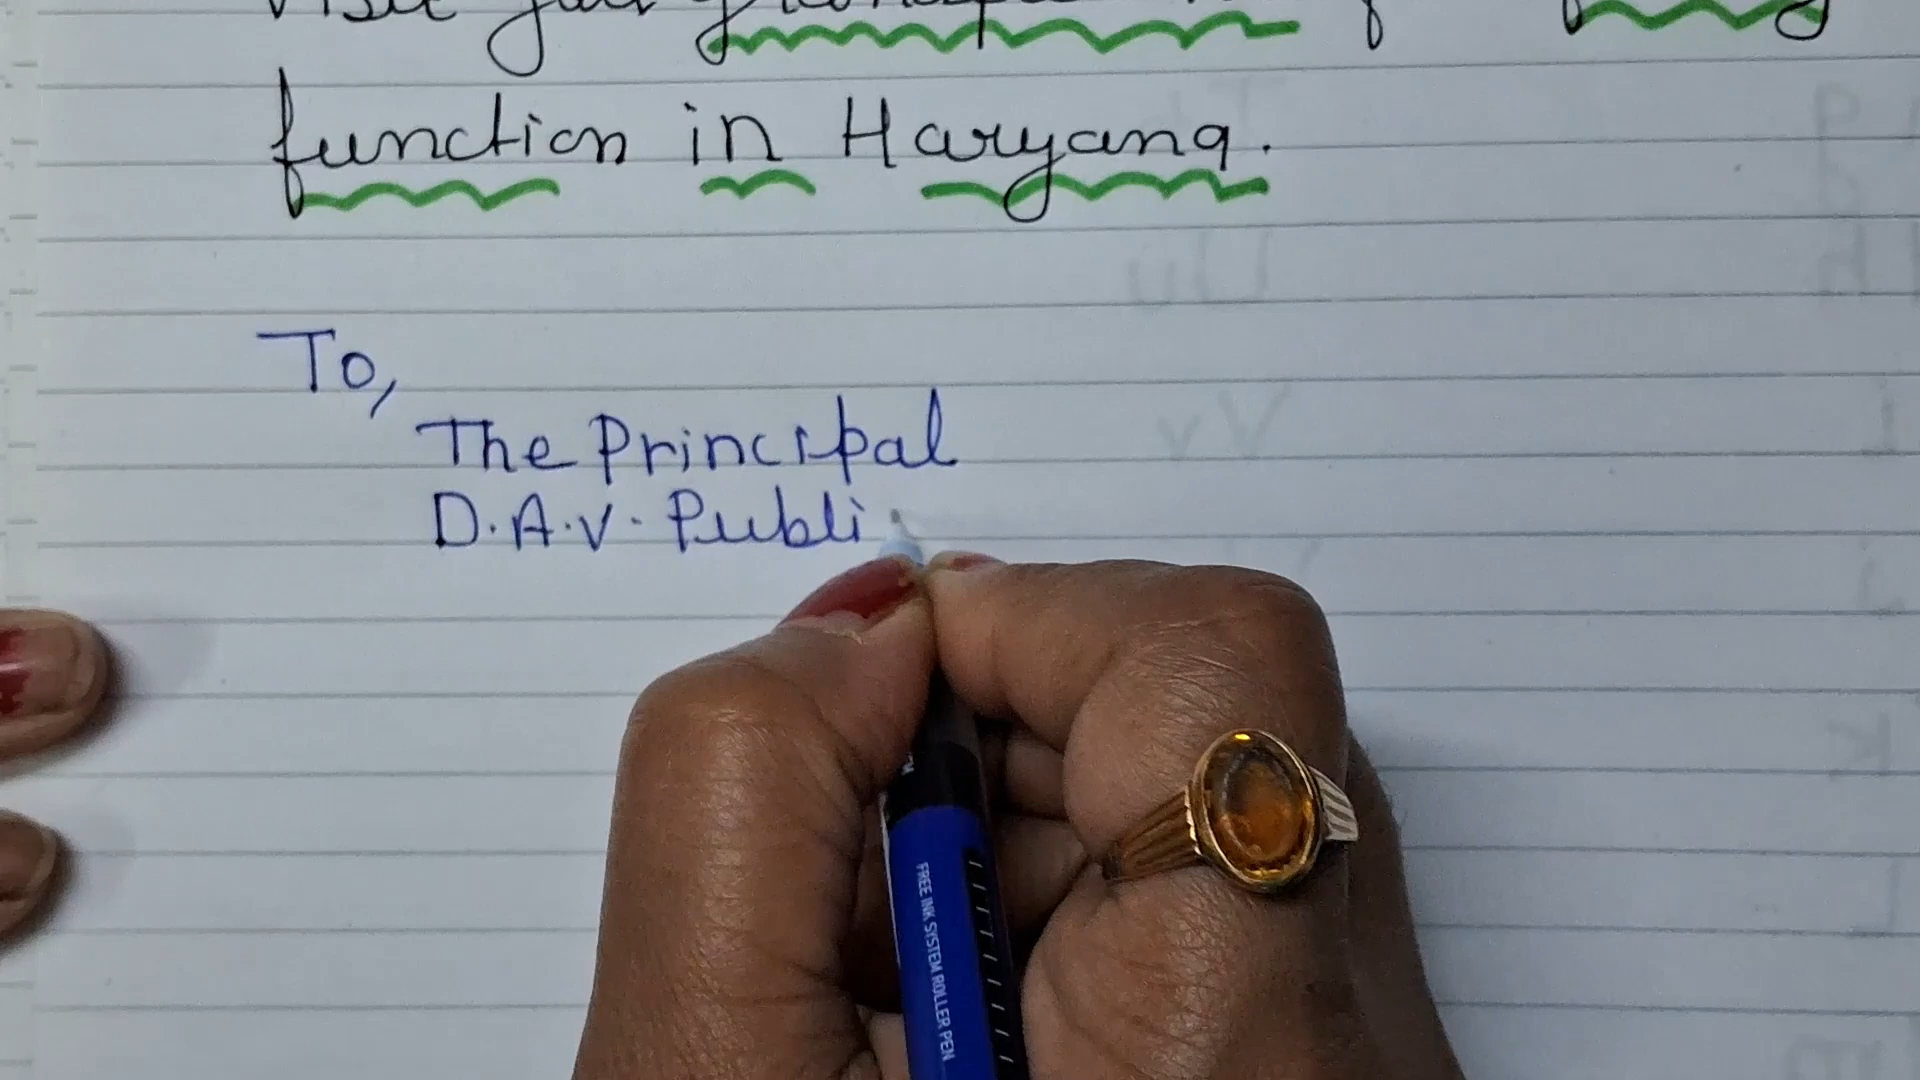 function in Haryana.
To,
The Principal
D.A.V. Publi
FREE INK SYSTEM ROLLER PEN